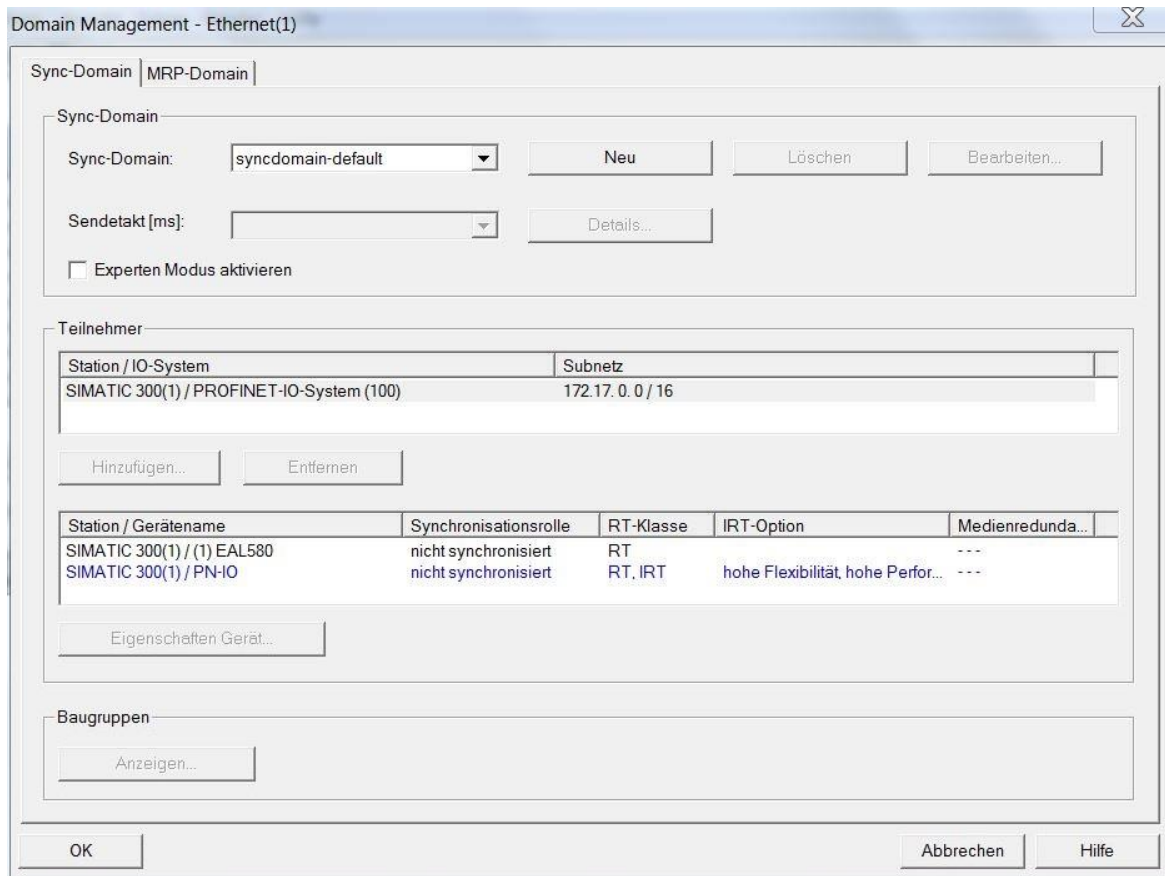 Domain Management - Ethernet(1)
Sync-Domain MRP-Domain
Sync-Domain
Sync-Domain: syncdomain-default Neu Löschen Bearbeiten...
Sendetakt [ms]: Details...
Experten Modus aktivieren
Teilnehmer
Station / IO-System Subnetz
SIMATIC 300(1) / PROFINET-IO-System (100) 172.17. 0. 0 / 16
Hinzufügen... Entfernen
Station / Gerätename Synchronisationsrolle RT-Klasse IRT-Option Medienredunda...
SIMATIC 300(1) / (1) EAL580 nicht synchronisiert RT - - -
SIMATIC 300(1) / PN-IO nicht synchronisiert RT, IRT hohe Flexibilität, hohe Perfor... - - -
Eigenschaften Gerät...
Baugruppen
Anzeigen...
OK Abbrechen Hilfe